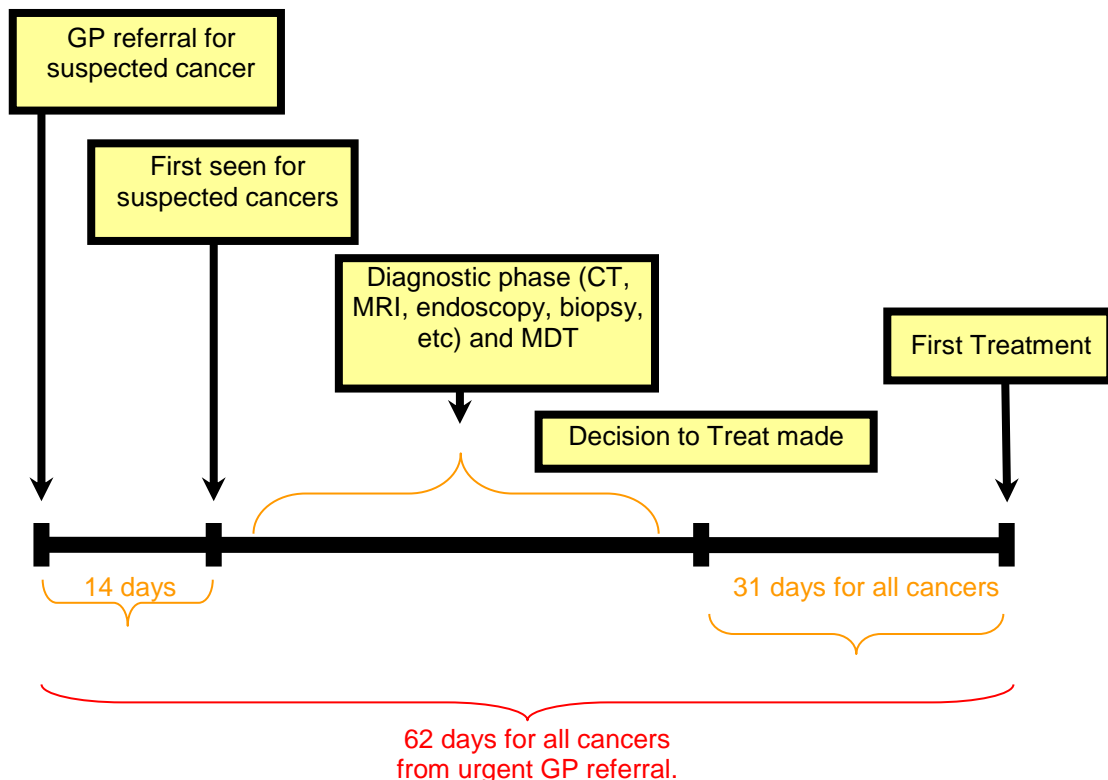 GP referral for
suspected cancer
First seen for
suspected cancers
Diagnostic phase (CT,
MRI, endoscopy, biopsy,
etc) and MDT
First Treatment
Decision to Treat made
14 days
31 days for all cancers
62 days for all cancers
from urgent GP referral.